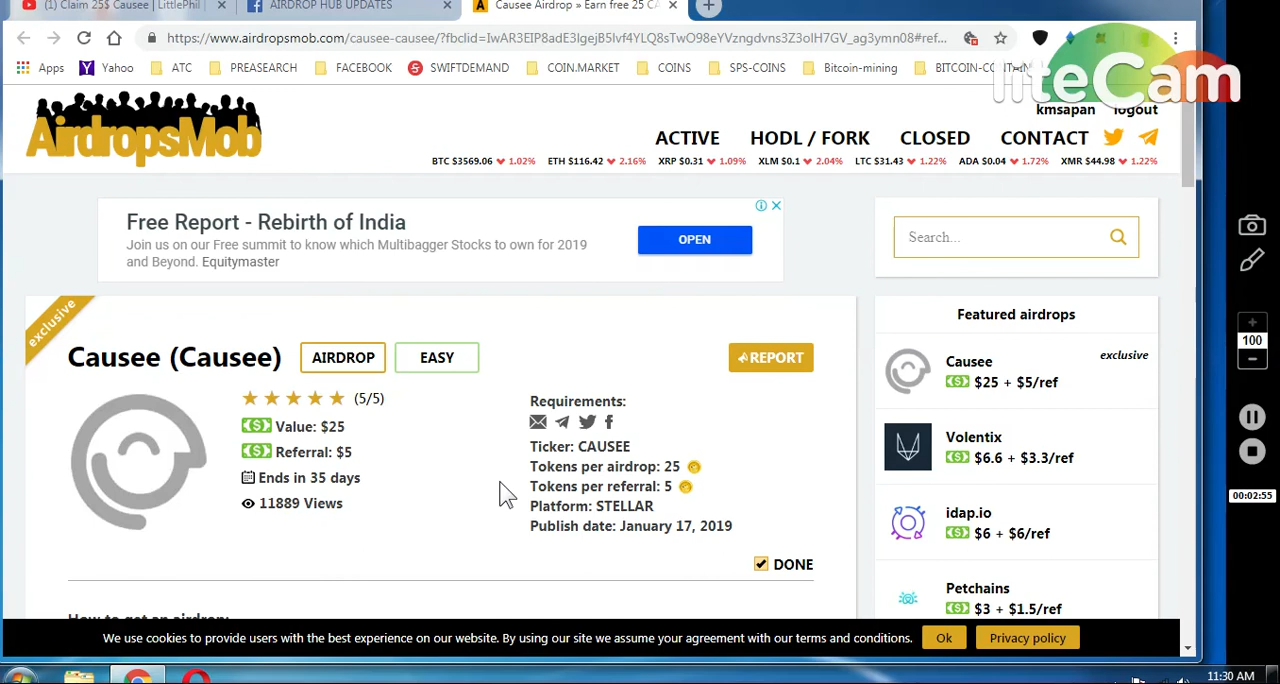 (1) Claim 25$ Causee | LittlePhil
AIRDROP HUB UPDATES
Causee Airdrop » Earn free 25 CA
https://www.airdropsmob.com/causee-causee/?fbclid=IwAR3EIP8adE3IgejB5Ivf4YLQ8sTwO98eYVzngdvns3Z3oIH7GV_ag3ymn08#ref...
Apps Yahoo ATC PREASEARCH FACEBOOK SWIFTDEMAND COIN.MARKET COINS SPS-COINS Bitcoin-mining
liteCam
AirdropsMob
kmsapan logout
ACTIVE HODL / FORK CLOSED CONTACT
BTC $3569.06 1.02% ETH $116.42 2.16% XRP $0.31 1.09% XLM $0.1 2.04% LTC $31.43 1.22% ADA $0.04 1.72% XMR $44.98 1.22%
Free Report - Rebirth of India
Join us on our Free summit to know which Multibagger Stocks to own for 2019
and Beyond. Equitymaster
OPEN
Search...
exclusive
Causee (Causee) AIRDROP EASY REPORT
(5/5)
Value: $25
Referral: $5
Ends in 35 days
11889 Views
Requirements:
Ticker: CAUSEE
Tokens per airdrop: 25
Tokens per referral: 5
Platform: STELLAR
Publish date: January 17, 2019
DONE
How to get an airdrop:
Featured airdrops
Causee exclusive
$25 + $5/ref
Volentix
$6.6 + $3.3/ref
idap.io
$6 + $6/ref
Petchains
$3 + $1.5/ref
We use cookies to provide users with the best experience on our website. By using our site we assume your agreement with our terms and conditions. Ok Privacy policy
100
00:02:55
11:30 AM